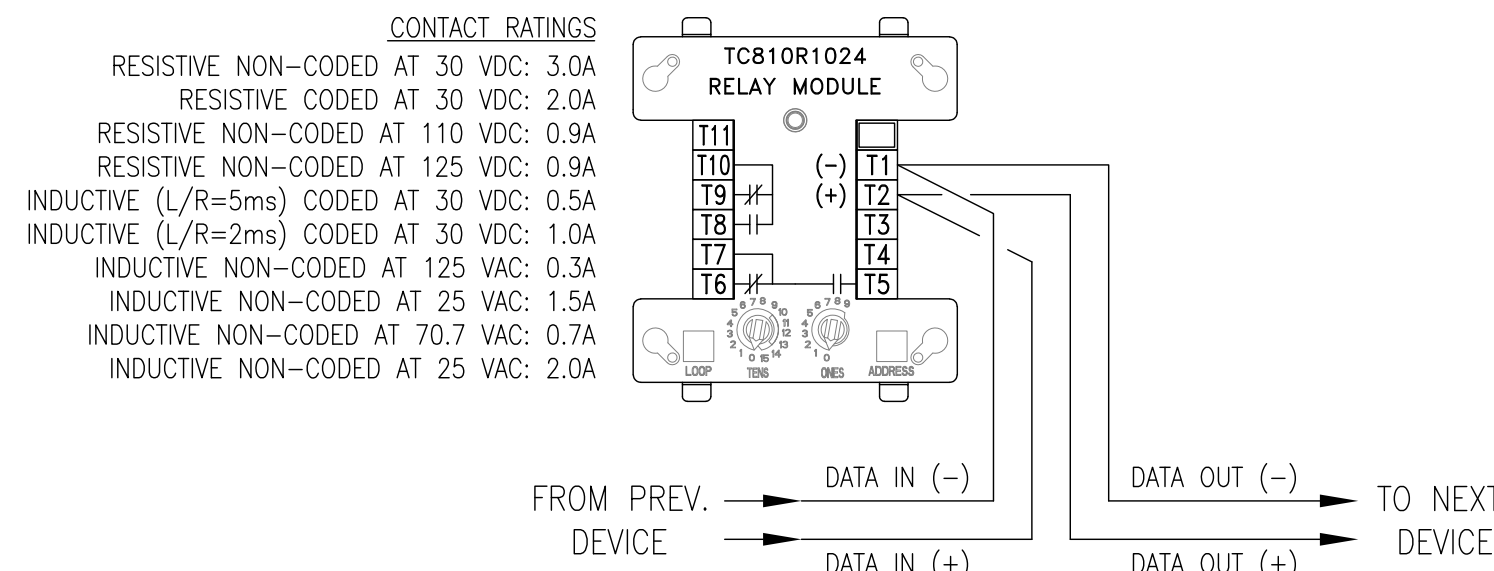 CONTACT RATINGS
RESISTIVE NON-CODED AT 30 VDC: 3.0A
RESISTIVE CODED AT 30 VDC: 2.0A
RESISTIVE NON-CODED AT 110 VDC: 0.9A
RESISTIVE NON-CODED AT 125 VDC: 0.9A
INDUCTIVE (L/R=5ms) CODED AT 30 VDC: 0.5A
INDUCTIVE (L/R=2ms) CODED AT 30 VDC: 1.0A
INDUCTIVE NON-CODED AT 125 VAC: 0.3A
INDUCTIVE NON-CODED AT 25 VAC: 1.5A
INDUCTIVE NON-CODED AT 70.7 VAC: 0.7A
INDUCTIVE NON-CODED AT 25 VAC: 2.0A
TC810R1024
RELAY MODULE
T11
T10 (-) T1
T9 (+) T2
T8 T3
T7 T4
T6 T5
0 1 2 3 4 5 6 7 8 9 10 11 12 13 14 15
0 1 2 3 4 5 6 7 8 9
LOOP TENS ONES ADDRESS
FROM PREV.
DEVICE
DATA IN (-)
DATA IN (+)
DATA OUT (-)
DATA OUT (+)
TO NEXT
DEVICE